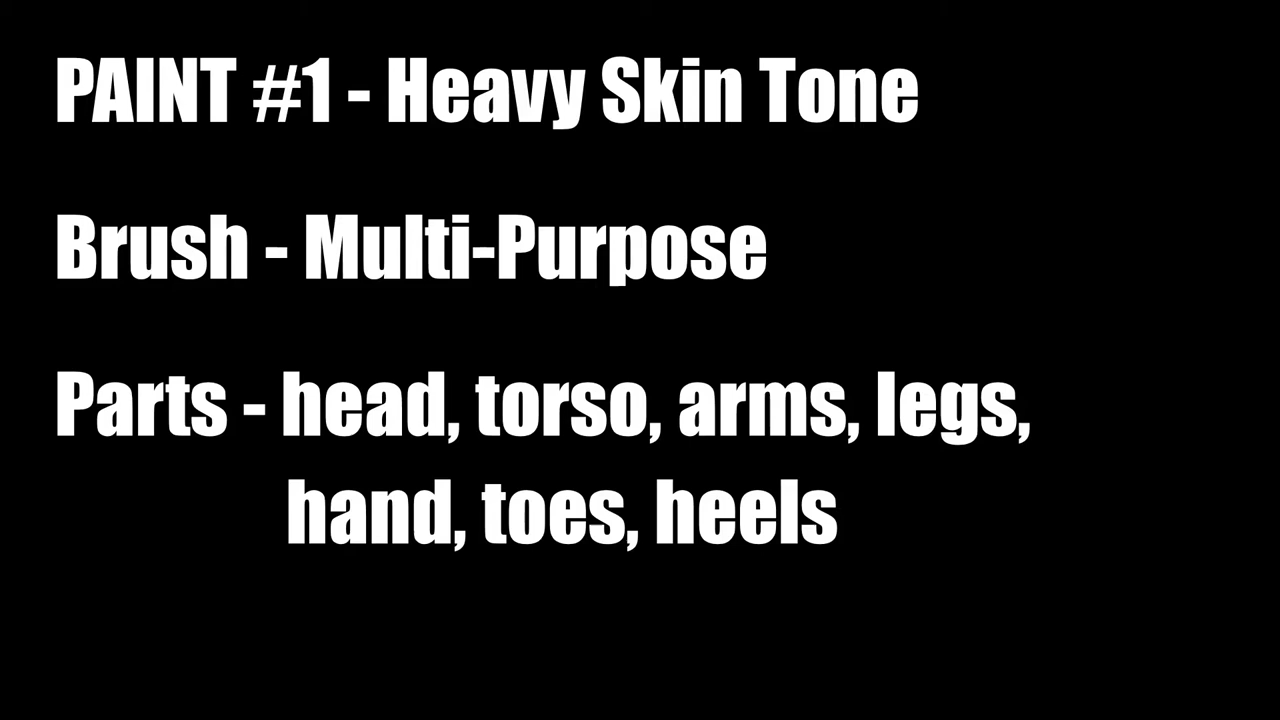 PAINT #1 - Heavy Skin Tone
Brush - Multi-Purpose
Parts - head, torso, arms, legs,
hand, toes, heels